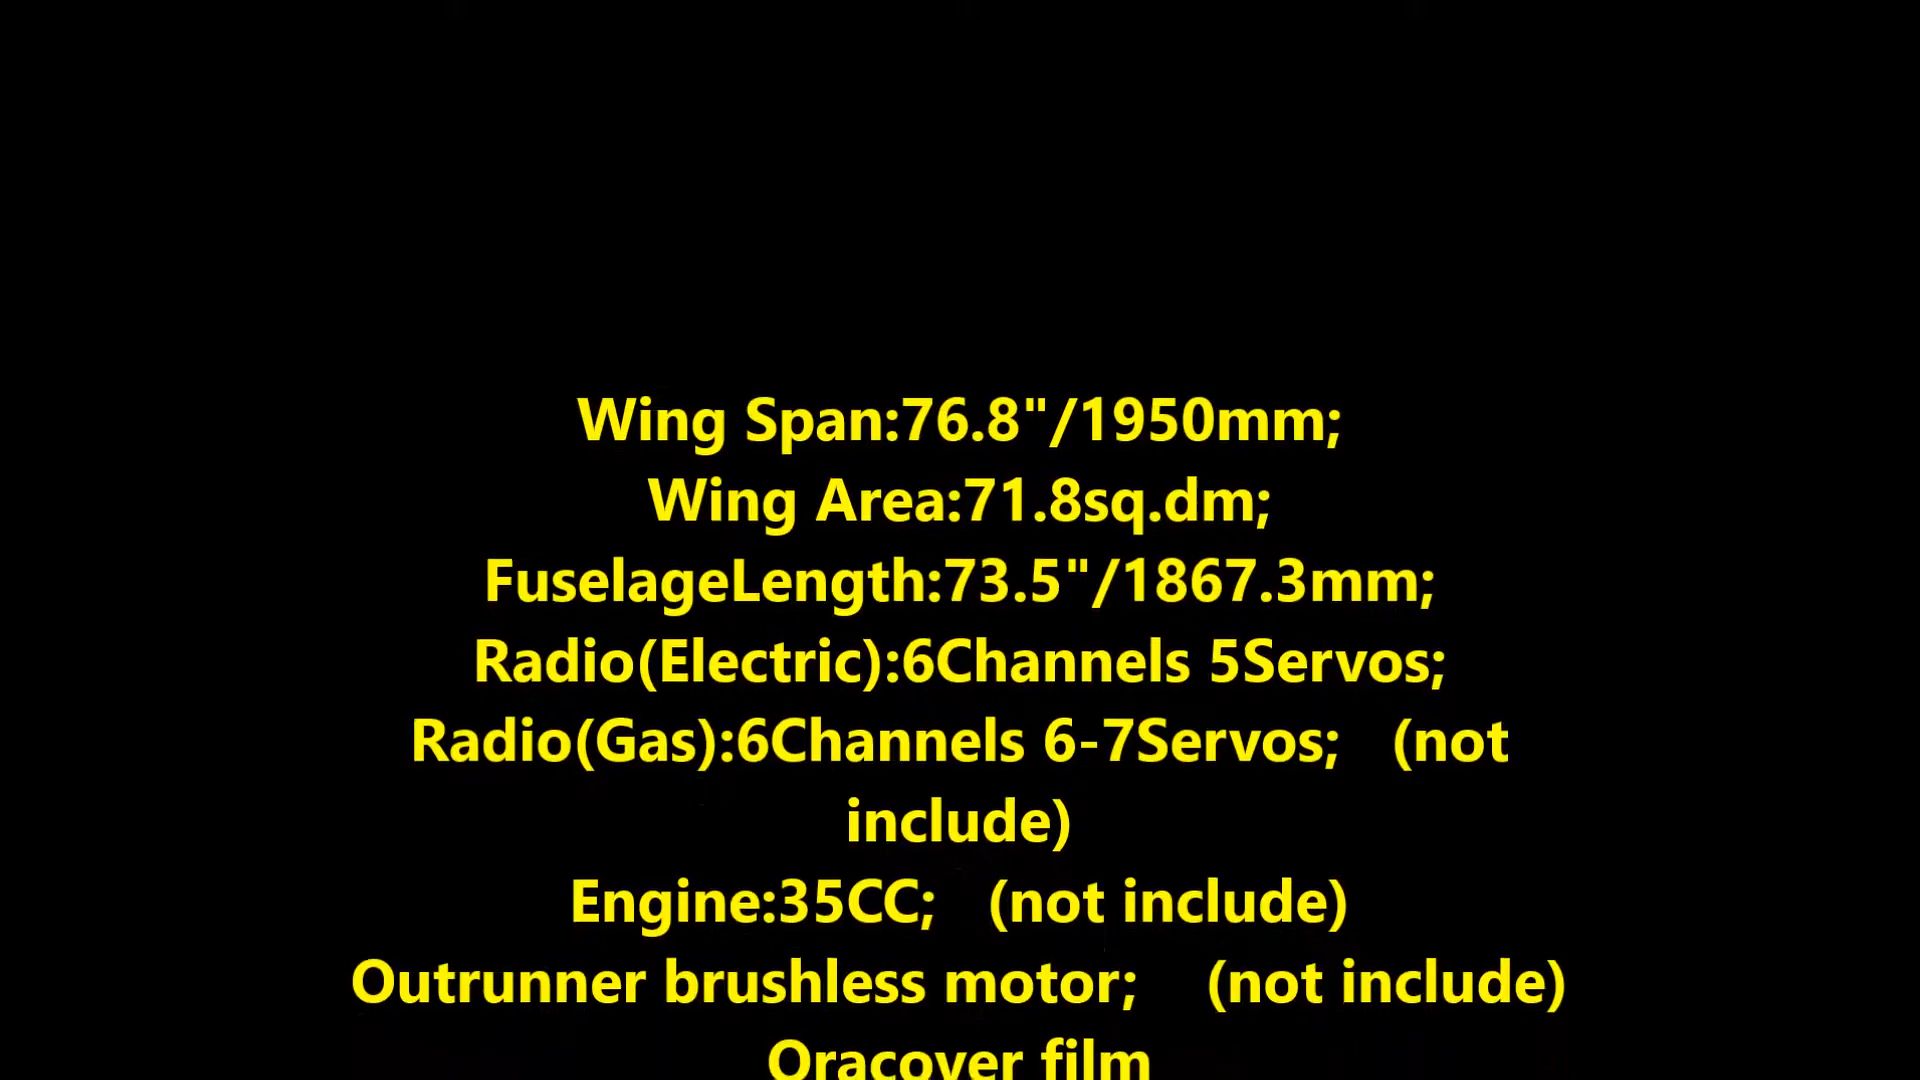 Wing Span:76.8"/1950mm;
Wing Area:71.8sq.dm;
FuselageLength:73.5"/1867.3mm;
Radio(Electric):6Channels 5Servos;
Radio(Gas):6Channels 6-7Servos;   (not
include)
Engine:35CC;   (not include)
Outrunner brushless motor;    (not include)
Oracover film